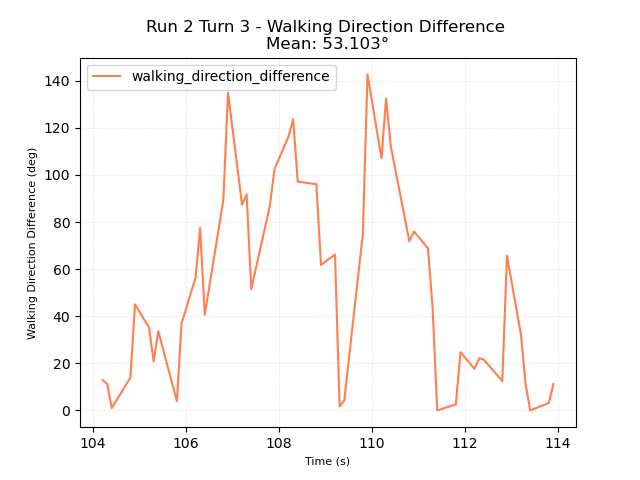 Run 2 Turn 3 - Walking Direction Difference
Mean: 53.103°
walking_direction_difference
Walking Direction Difference (deg)
140
120
100
80
60
40
20
0
104
106
108
110
112
114
Time (s)